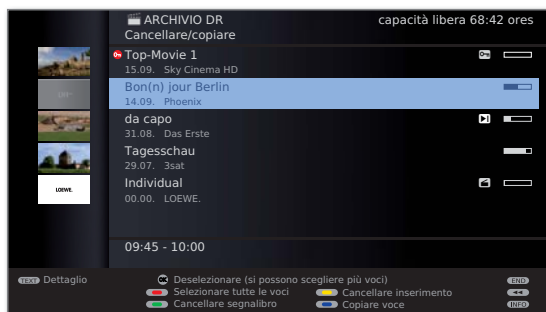 ARCHIVIO DR capacità libera 68:42 ores
Cancellare/copiare
Top-Movie 1
15.09. Sky Cinema HD
Bon(n) jour Berlin
14.09. Phoenix
da capo
31.08. Das Erste
Tagesschau
29.07. 3sat
LOEWE.
Individual
00.00. LOEWE.
09:45 - 10:00
TEXT Dettaglio
OK Deselezionare (si possono scegliere più voci)
END
Selezionare tutte le voci
Cancellare inserimento
Cancellare segnalibro
Copiare voce
INFO